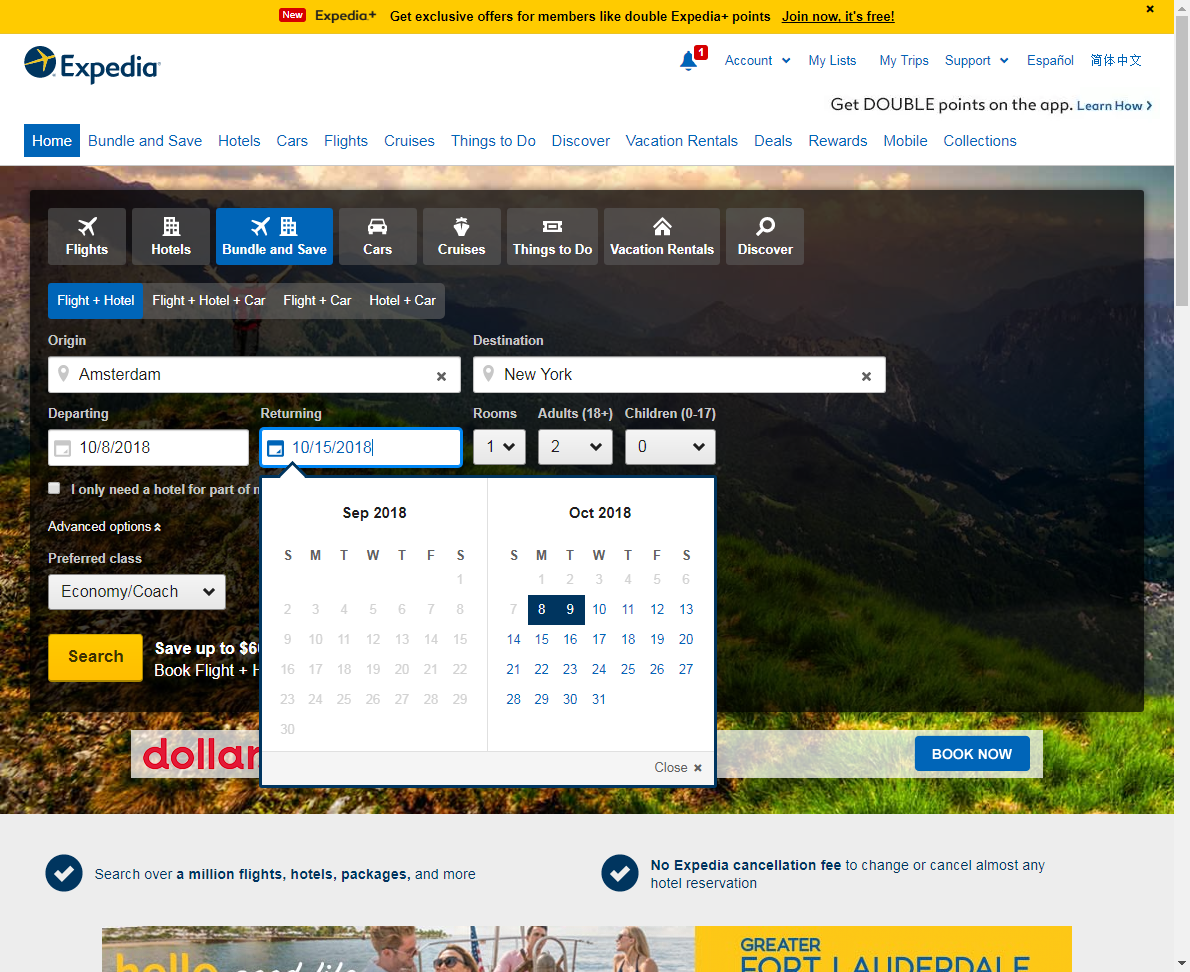 New Expedia+ Get exclusive offers for members like double Expedia+ points Join now, it's free!
Expedia
1 Account My Lists My Trips Support Español 简体中文
Get DOUBLE points on the app. Learn How
Home Bundle and Save Hotels Cars Flights Cruises Things to Do Discover Vacation Rentals Deals Rewards Mobile Collections
Flights Hotels Bundle and Save Cars Cruises Things to Do Vacation Rentals Discover
Flight + Hotel Flight + Hotel + Car Flight + Car Hotel + Car
Origin Destination
Amsterdam New York
Departing Returning Rooms Adults (18+) Children (0-17)
10/8/2018 10/15/2018 1 2 0
I only need a hotel for part of
Advanced options
Preferred class
Economy/Coach
Search
Save up to
Book Flight +
Sep 2018
S M T W T F S
1
2 3 4 5 6 7 8
9 10 11 12 13 14 15
16 17 18 19 20 21 22
23 24 25 26 27 28 29
30
Oct 2018
S M T W T F S
1 2 3 4 5 6
7 8 9 10 11 12 13
14 15 16 17 18 19 20
21 22 23 24 25 26 27
28 29 30 31
Close
dollar
BOOK NOW
Search over a million flights, hotels, packages, and more
No Expedia cancellation fee to change or cancel almost any
hotel reservation
hello good life
GREATER
FORT LAUDERDALE